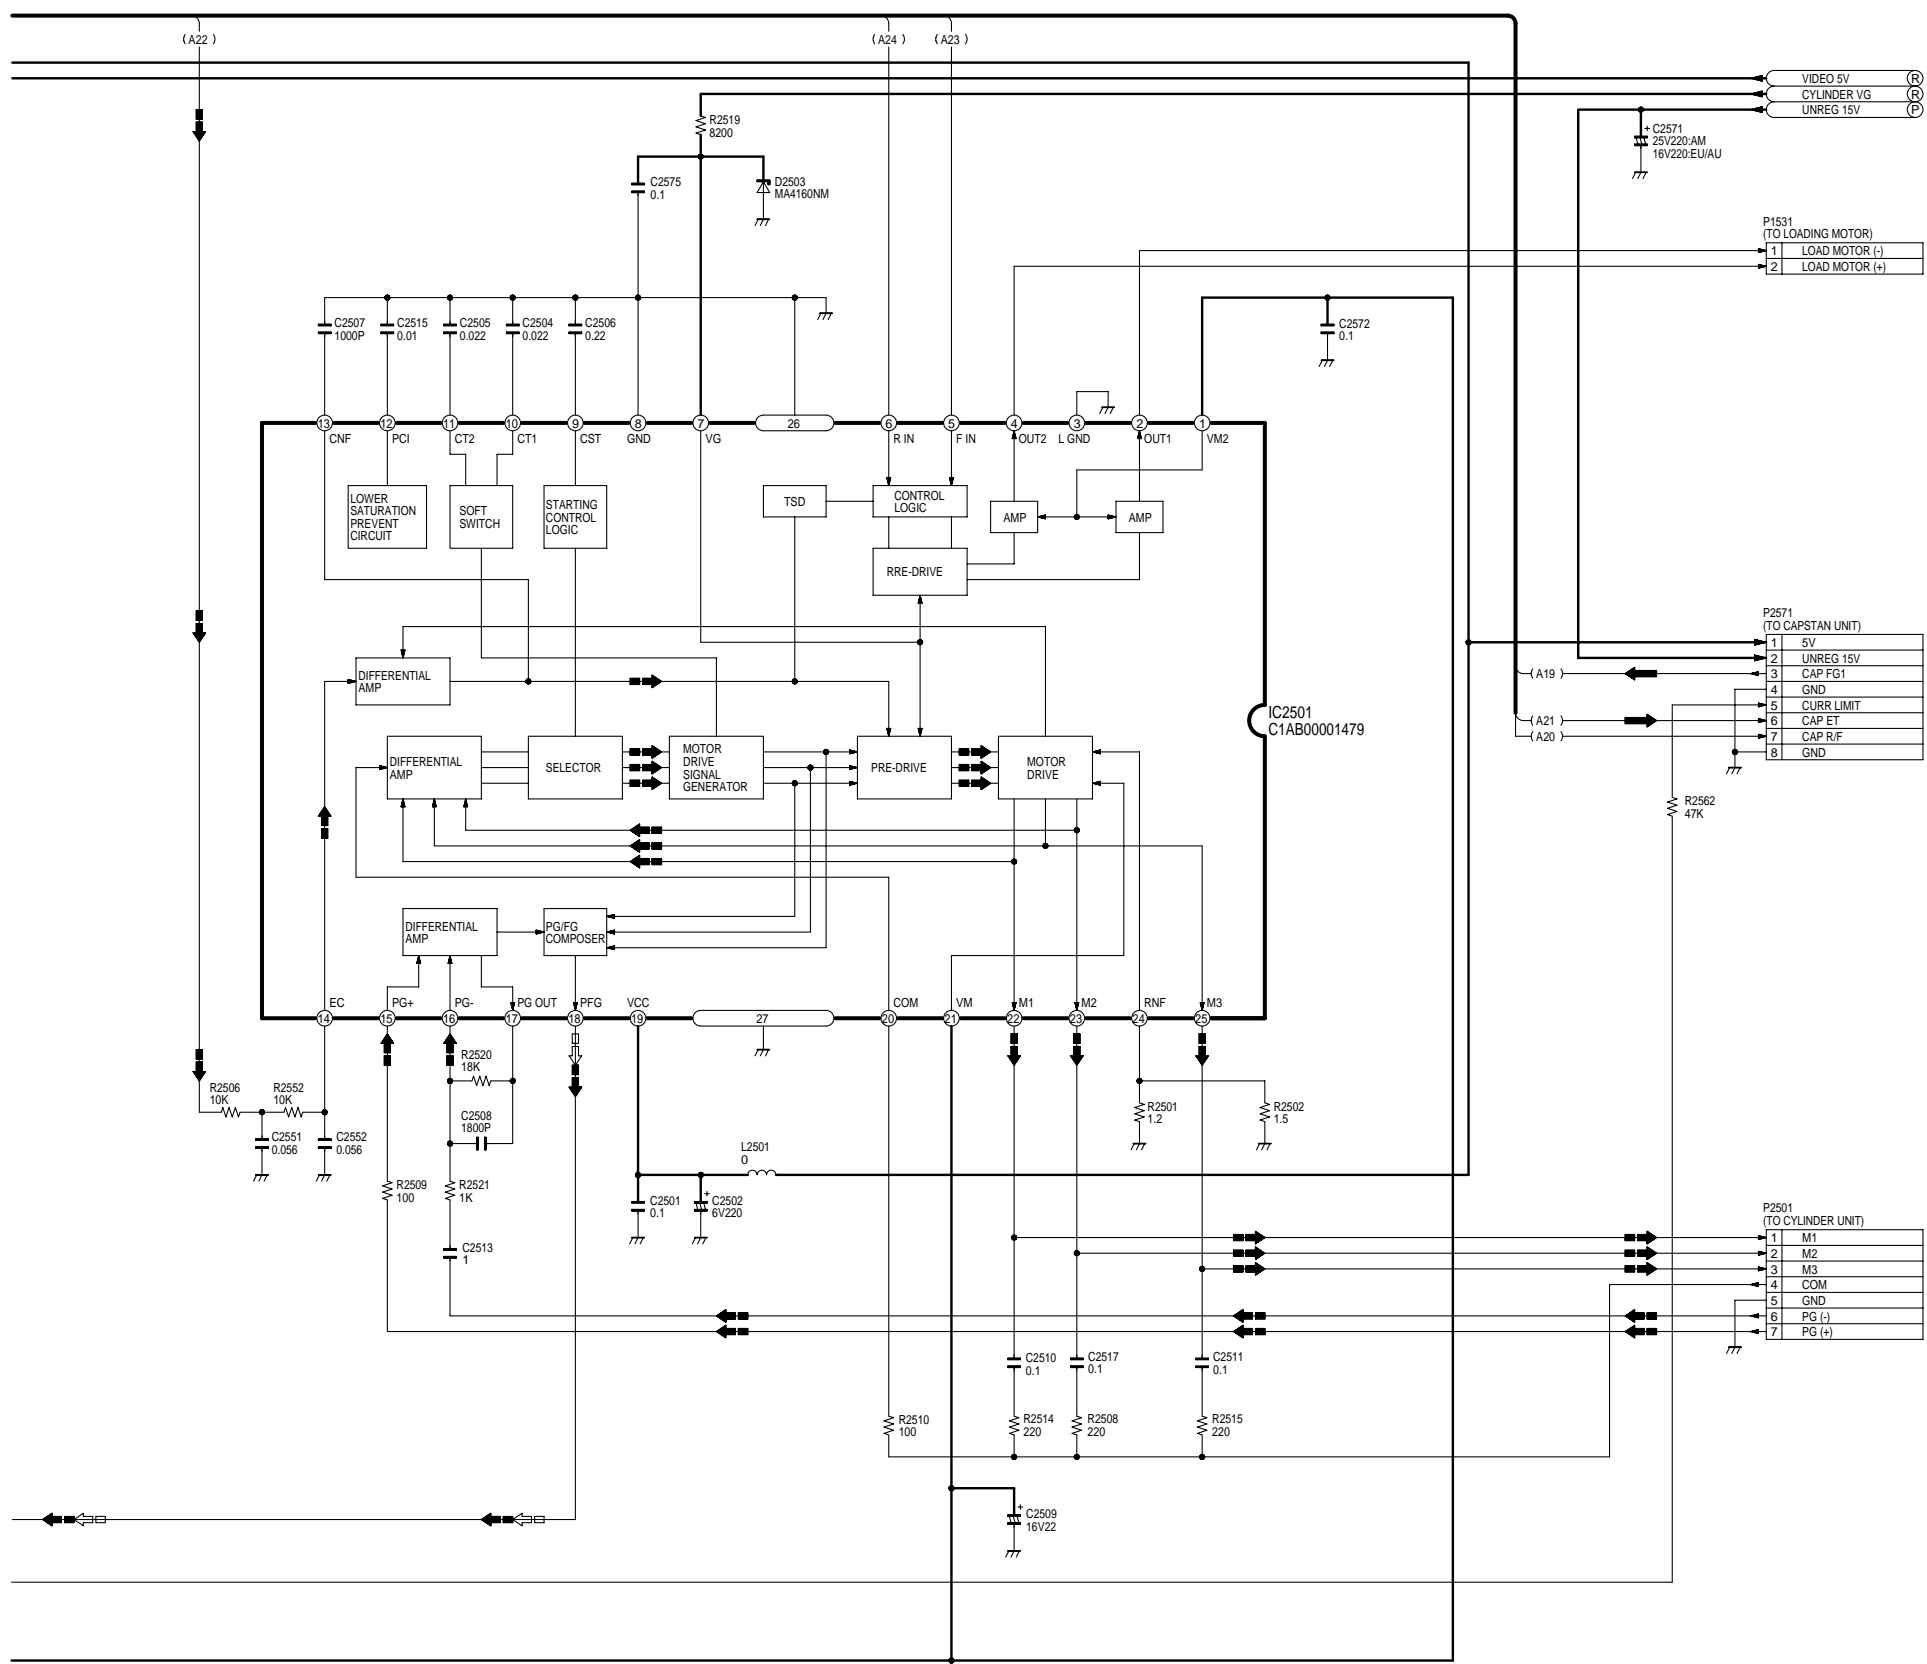 (A22)
(A24)
(A23)
VIDEO 5V R
CYLINDER VG R
UNREG 15V P
R2519
8200
+ C2571
25V220:AM
16V220:EU/AU
C2575
0.1
D2503
MA4160NM
P1531
(TO LOADING MOTOR)
1 LOAD MOTOR (-)
2 LOAD MOTOR (+)
C2507
1000P
C2515
0.01
C2505
0.022
C2504
0.022
C2506
0.22
C2572
0.1
13 12 11 10 9 8 7 26 6 5 4 3 2 1
CNF PCI CT2 CT1 CST GND VG R IN F IN OUT2 L GND OUT1 VM2
LOWER
SATURATION
PREVENT
CIRCUIT
SOFT
SWITCH
STARTING
CONTROL
LOGIC
TSD
CONTROL
LOGIC
AMP
AMP
RRE-DRIVE
P2571
(TO CAPSTAN UNIT)
1 5V
2 UNREG 15V
3 CAP FG1
4 GND
5 CURR LIMIT
6 CAP ET
7 CAP R/F
8 GND
(A19)
(A21)
(A20)
DIFFERENTIAL
AMP
IC2501
C1AB00001479
DIFFERENTIAL
AMP
SELECTOR
MOTOR
DRIVE
SIGNAL
GENERATOR
PRE-DRIVE
MOTOR
DRIVE
R2562
47K
DIFFERENTIAL
AMP
PG/FG
COMPOSER
EC PG+ PG- PG OUT PFG VCC COM VM M1 M2 RNF M3
14 15 16 17 18 19 27 20 21 22 23 24 25
R2520
18K
R2506
10K
R2552
10K
C2508
1800P
R2501
1.2
R2502
1.5
C2551
0.056
C2552
0.056
L2501
0
R2509
100
R2521
1K
C2501
0.1
+ C2502
6V220
C2513
1
P2501
(TO CYLINDER UNIT)
1 M1
2 M2
3 M3
4 COM
5 GND
6 PG (-)
7 PG (+)
C2510
0.1
C2517
0.1
C2511
0.1
R2510
100
R2514
220
R2508
220
R2515
220
+ C2509
16V22